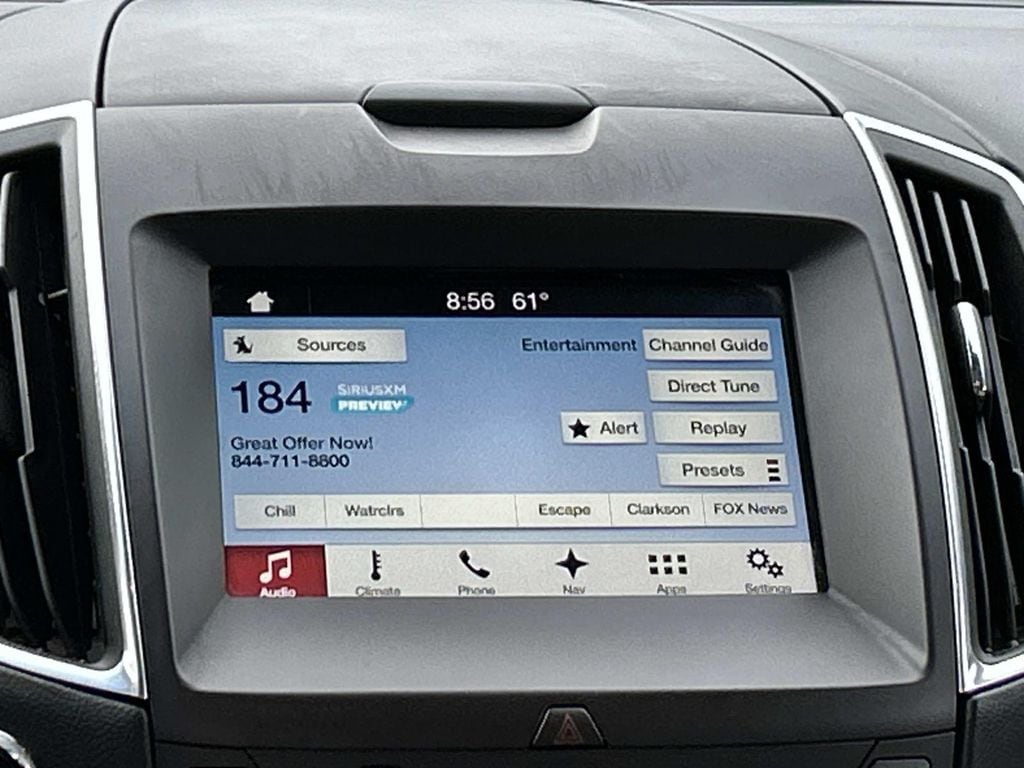 8:56 61°
Sources
Entertainment
Channel Guide
184
SIRIUSXM
PREVIEW
Direct Tune
Alert
Replay
Great Offer Now!
844-711-8800
Presets
Chill
Watrclrs
Escape
Clarkson
FOX News
Audio
Climate
Phone
Nav
Apps
Settings